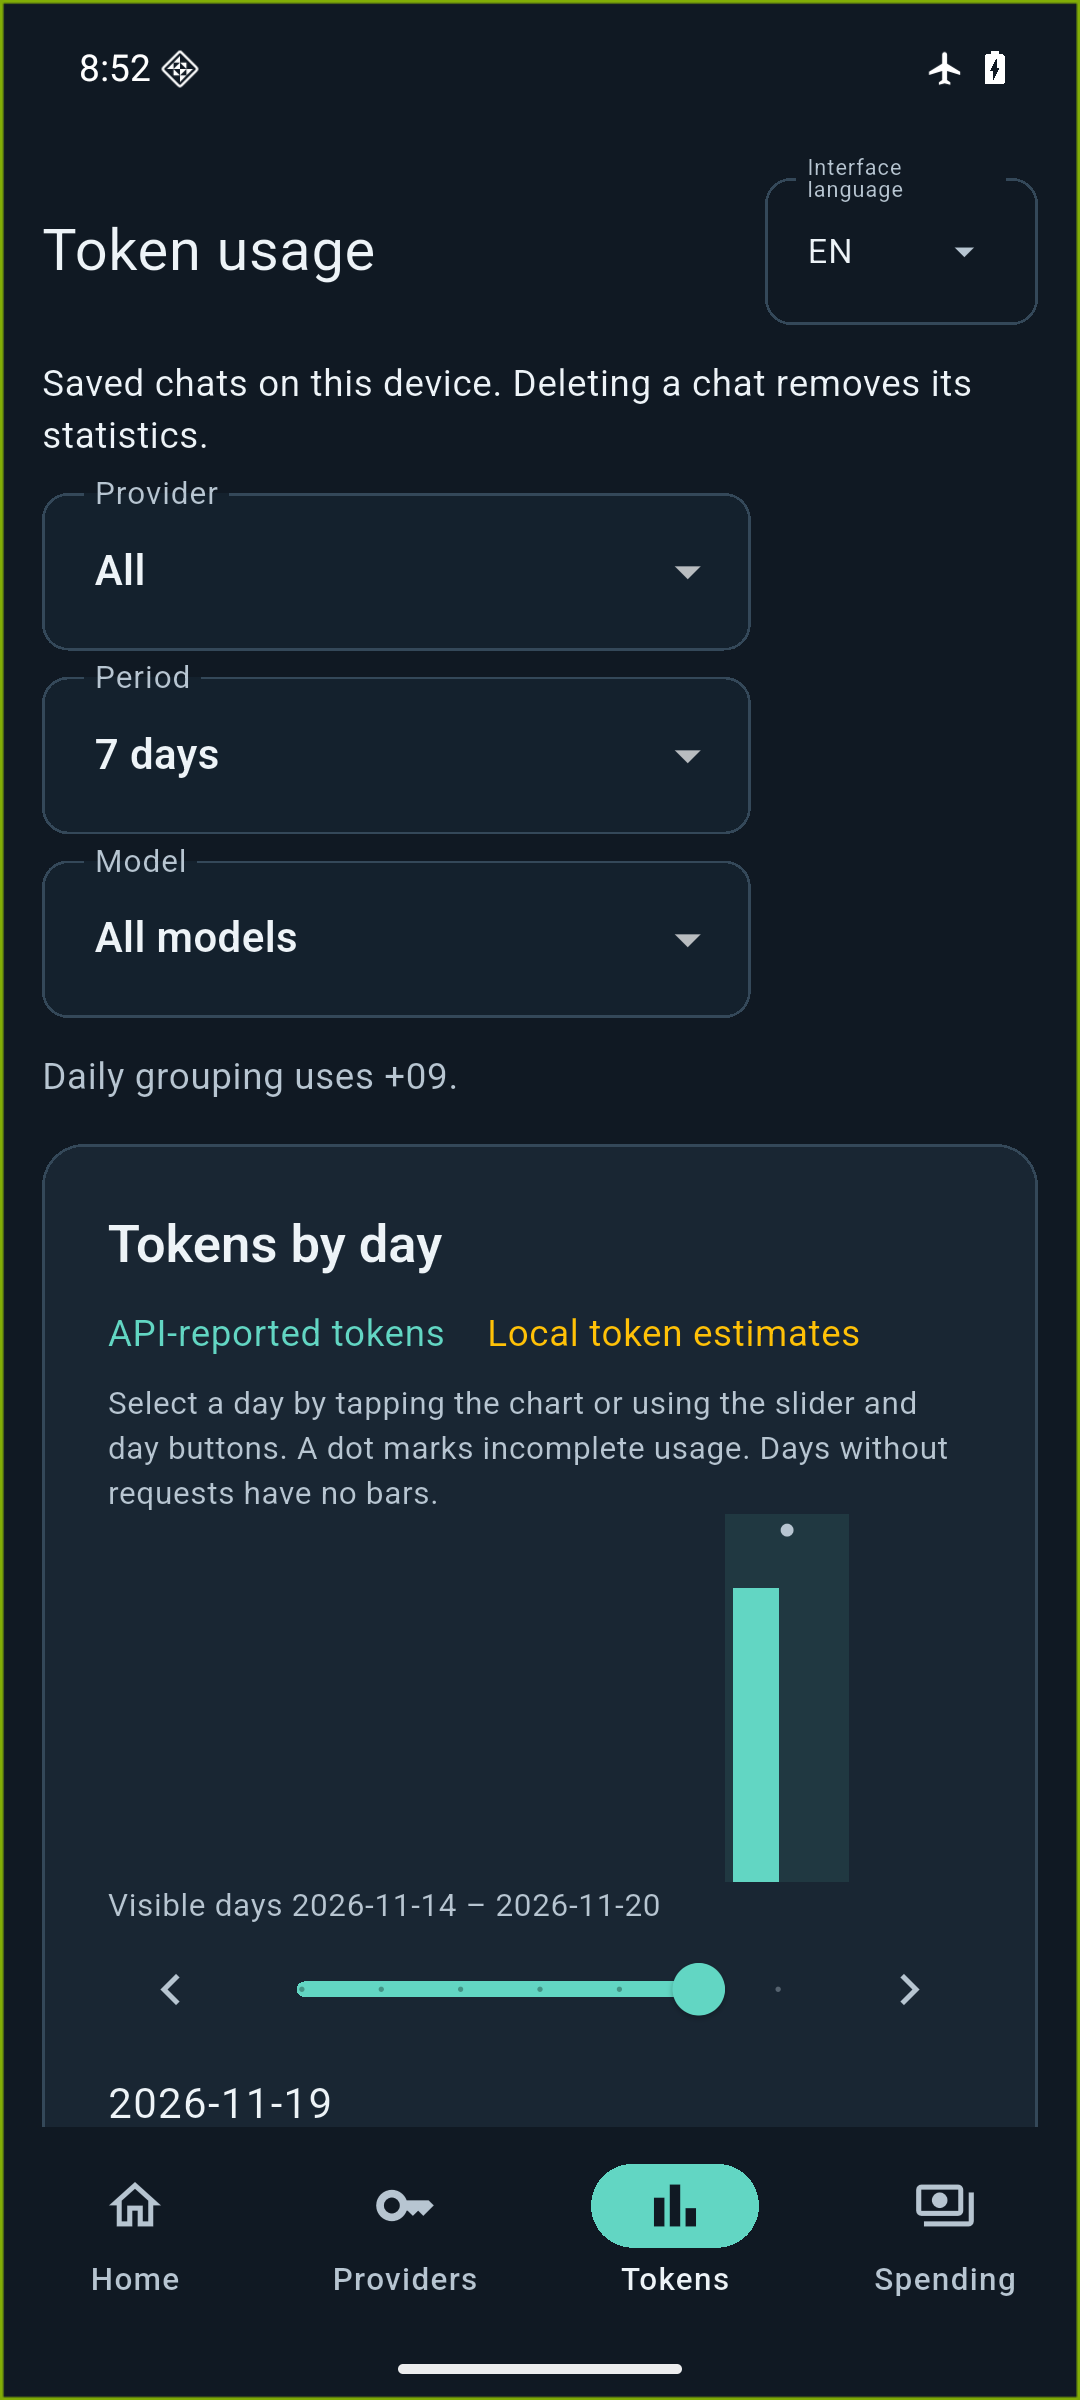 8:52
Interface
language
Token usage
EN
Saved chats on this device. Deleting a chat removes its
statistics.
Provider
All
Period
7 days
Model
All models
Daily grouping uses +09.
Tokens by day
API-reported tokens Local token estimates
Select a day by tapping the chart or using the slider and
day buttons. A dot marks incomplete usage. Days without
requests have no bars.
Visible days 2026-11-14 – 2026-11-20
2026-11-19
Home Providers Tokens Spending